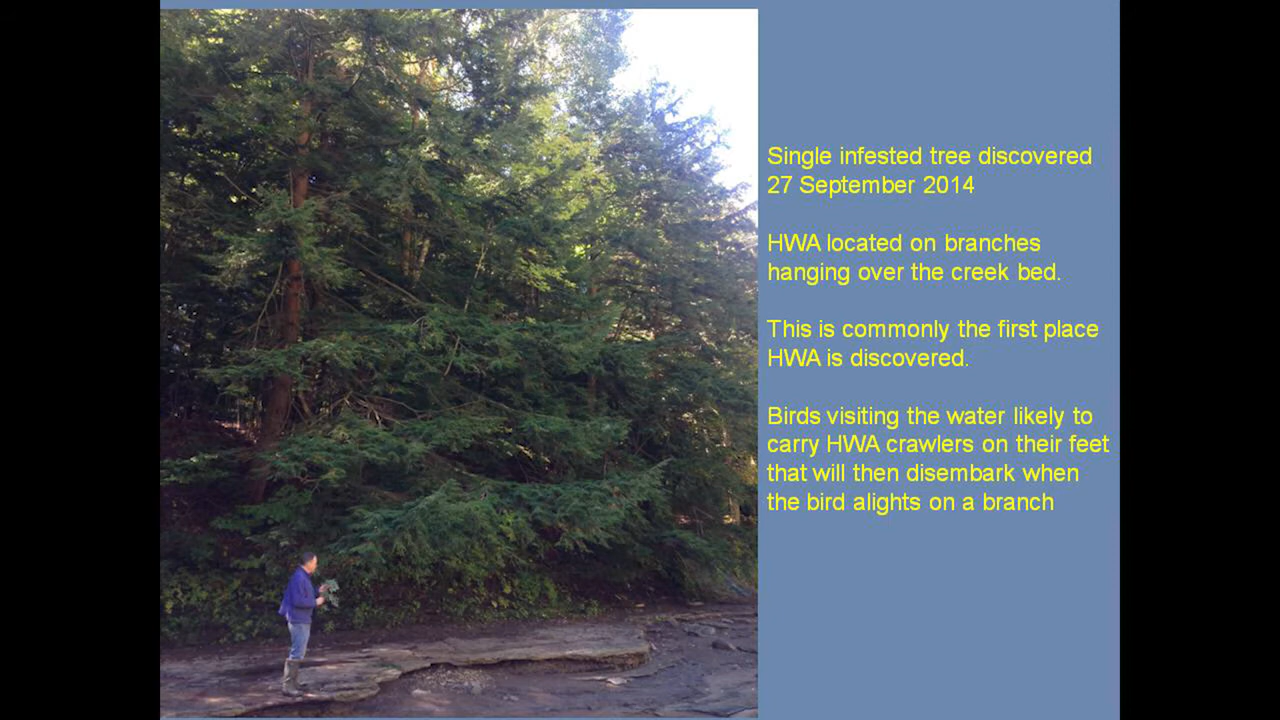 Single infested tree discovered
27 September 2014
HWA located on branches
hanging over the creek bed.
This is commonly the first place
HWA is discovered.
Birds visiting the water likely to
carry HWA crawlers on their feet
that will then disembark when
the bird alights on a branch